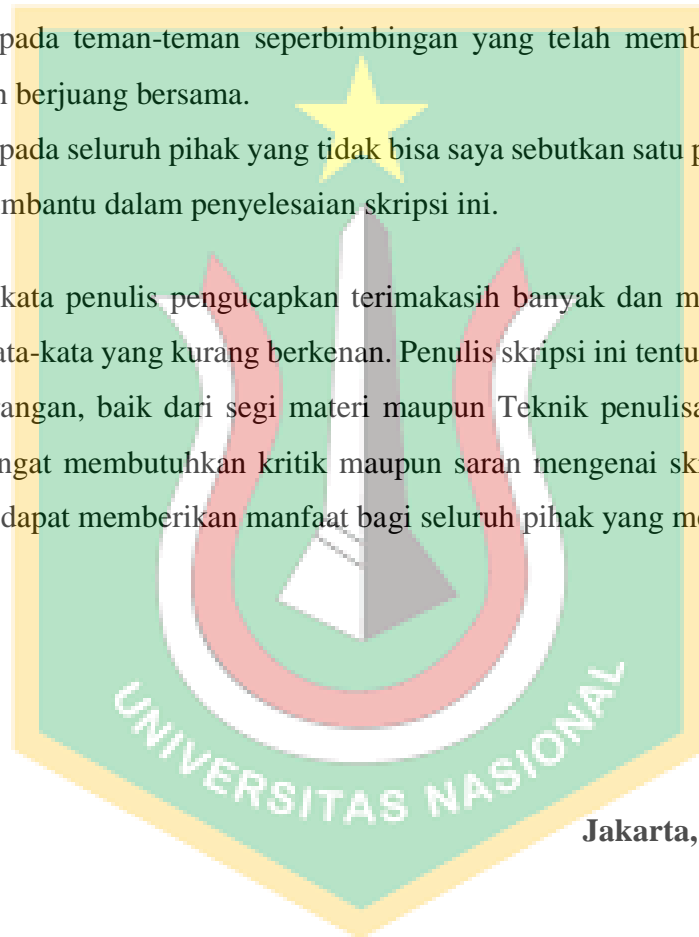 pada teman-teman seperbimbingan yang telah memb
berjuang bersama.
pada seluruh pihak yang tidak bisa saya sebutkan satu p
embantu dalam penyelesaian skripsi ini.
kata penulis pengucapkan terimakasih banyak dan m
ata-kata yang kurang berkenan. Penulis skripsi ini tentu
angan, baik dari segi materi maupun Teknik penulisa
ngat membutuhkan kritik maupun saran mengenai sk
dapat memberikan manfaat bagi seluruh pihak yang me
UNIVERSITAS NASIONAL
Jakarta,